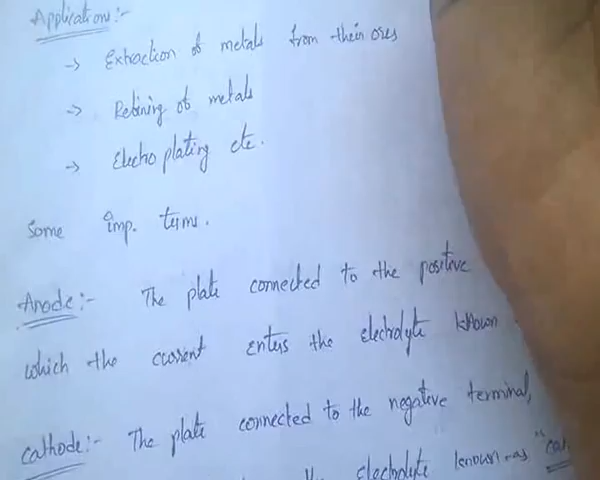 Application:-
→ Extraction of metals from their ores
→ Refining of metals
→ Electroplating etc.
Some imp. terms.
Anode:- The plate connected to the positive
which the current enters the electrolyte known
Cathode:- The plate connected to the negative terminal,
electrolyte known as "cat